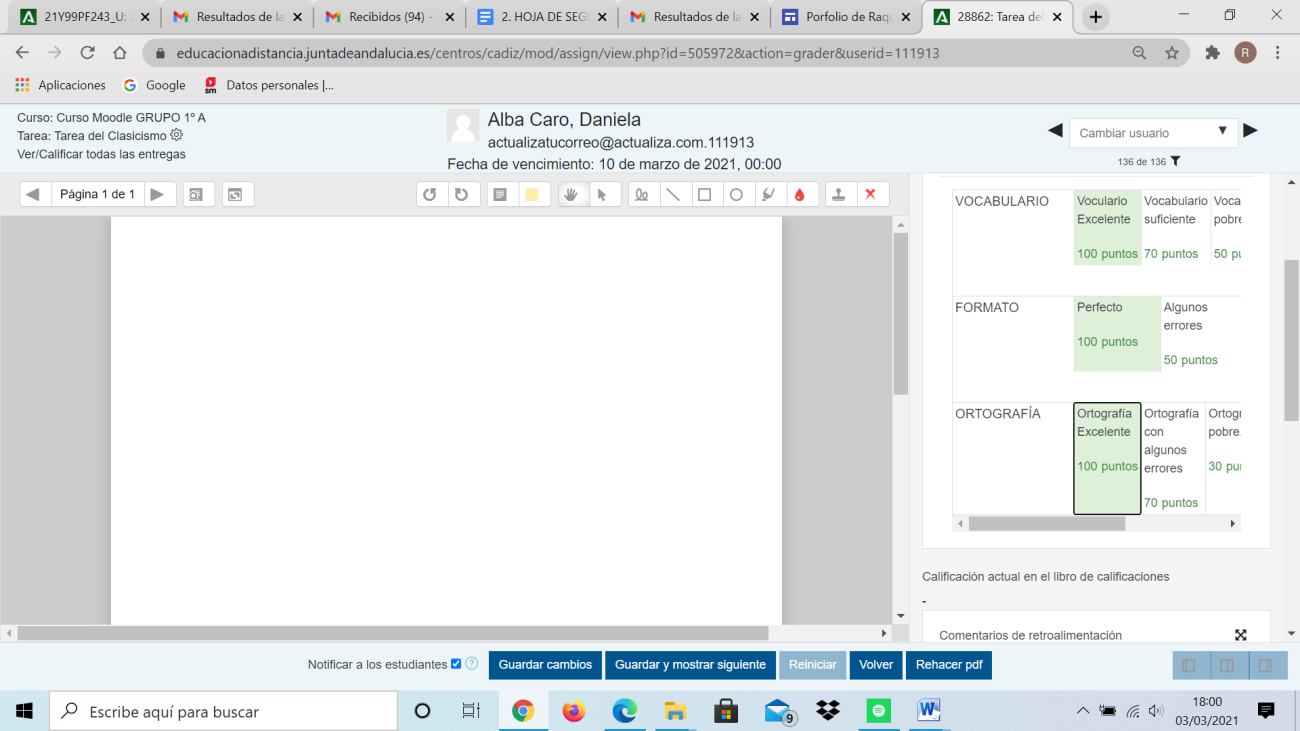 21Y99PF243_U:
Resultados de la
Recibidos (94) -
2. HOJA DE SEG
Resultados de la
Porfolio de Raqu
28862: Tarea del
educacionadistancia.juntadeandalucia.es/centros/cadiz/mod/assign/view.php?id=505972&action=grader&userid=111913
R
Aplicaciones
Google
sm
Datos personales |...
Curso: Curso Moodle GRUPO 1º A
Tarea: Tarea del Clasicismo
Ver/Calificar todas las entregas
Alba Caro, Daniela
actualizatucorreo@actualiza.com.111913
Fecha de vencimiento: 10 de marzo de 2021, 00:00
Cambiar usuario
136 de 136
Página 1 de 1
VOCABULARIO
Voculario Excelente
100 puntos
Vocabulario suficiente
70 puntos
Voca
pobre
50 pu
FORMATO
Perfecto
100 puntos
Algunos errores
50 puntos
ORTOGRAFÍA
Ortografía Excelente
100 puntos
Ortografía con algunos errores
70 puntos
Ortogr
pobre.
30 pun
Calificación actual en el libro de calificaciones
-
Comentarios de retroalimentación
Notificar a los estudiantes
Guardar cambios
Guardar y mostrar siguiente
Reiniciar
Volver
Rehacer pdf
Escribe aquí para buscar
9
18:00
03/03/2021